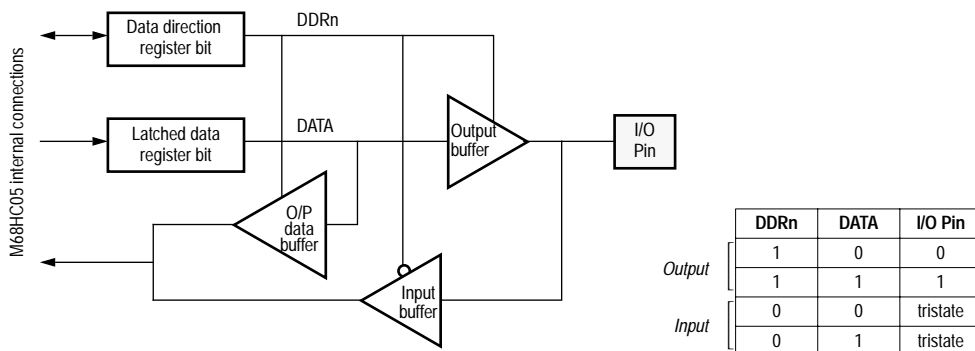 M68HC05 internal connections
Data direction
register bit
DDRn
Latched data
register bit
DATA
Output
buffer
I/O
Pin
O/P
data
buffer
Input
buffer
DDRn DATA I/O Pin
Output
1 0 0
1 1 1
Input
0 0 tristate
0 1 tristate